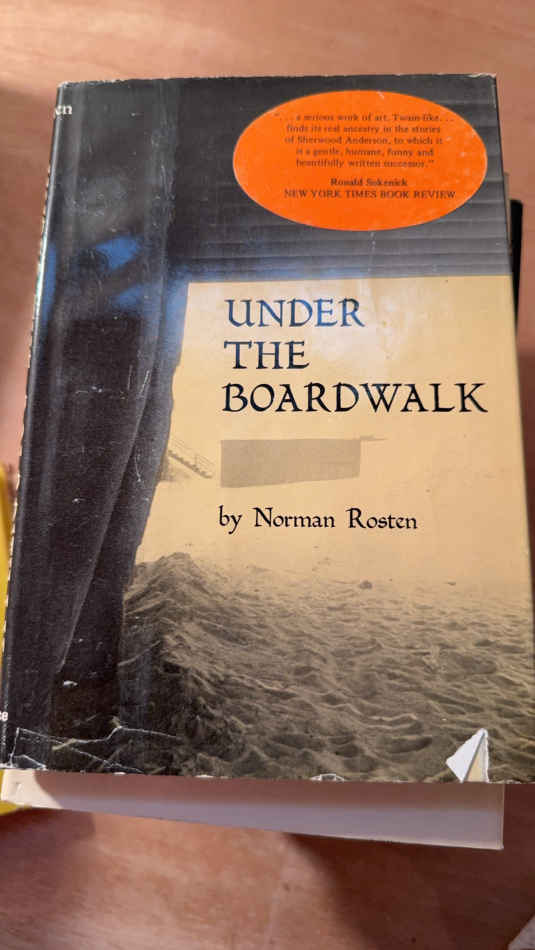 ". . . a serious work of art. Twain-like. . .
finds its real ancestry in the stories
of Sherwood Anderson, to which it
is a gentle, humane, funny and
beautifully written successor."
Ronald Sukenick
NEW YORK TIMES BOOK REVIEW
UNDER
THE
BOARDWALK
by Norman Rosten